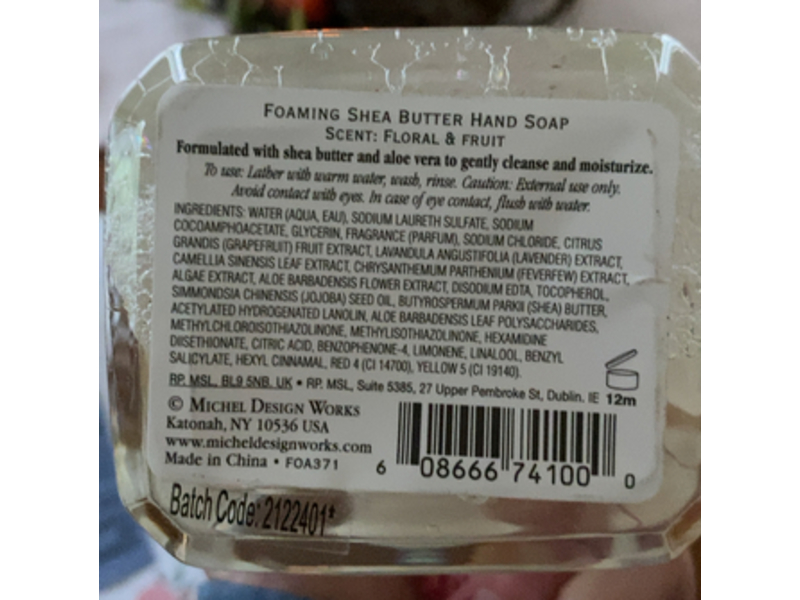 FOAMING SHEA BUTTER HAND SOAP
SCENT: FLORAL & FRUIT
Formulated with shea butter and aloe vera to gently cleanse and moisturize.
To use: Lather with warm water, wash, rinse. Caution: External use only.
Avoid contact with eyes. In case of eye contact, flush with water.
INGREDIENTS: WATER (AQUA, EAU), SODIUM LAURETH SULFATE, SODIUM
COCOAMPHOACETATE, GLYCERIN, FRAGRANCE (PARFUM), SODIUM CHLORIDE, CITRUS
GRANDIS (GRAPEFRUIT) FRUIT EXTRACT, LAVANDULA ANGUSTIFOLIA (LAVENDER) EXTRACT,
CAMELLIA SINENSIS LEAF EXTRACT, CHRYSANTHEMUM PARTHENIUM (FEVERFEW) EXTRACT,
ALGAE EXTRACT, ALOE BARBADENSIS FLOWER EXTRACT, DISODIUM EDTA, TOCOPHEROL,
SIMMONDSIA CHINENSIS (JOJOBA) SEED OIL, BUTYROSPERMUM PARKII (SHEA) BUTTER,
ACETYLATED HYDROGENATED LANOLIN, ALOE BARBADENSIS LEAF POLYSACCHARIDES,
METHYLCHLOROISOTHIAZOLINONE, METHYLISOTHIAZOLINONE, HEXAMIDINE
DIISETHIONATE, CITRIC ACID, BENZOPHENONE-4, LIMONENE, LINALOOL, BENZYL
SALICYLATE, HEXYL CINNAMAL, RED 4 (CI 14700), YELLOW 5 (CI 19140).
RP. MSL, BL9 5NB. UK • RP. MSL, Suite 5385, 27 Upper Pembroke St, Dublin. IE 12m
© MICHEL DESIGN WORKS
Katonah, NY 10536 USA
www.micheldesignworks.com
Made in China • FOA371
6 08666 74100 0
Batch Code: 2122401*